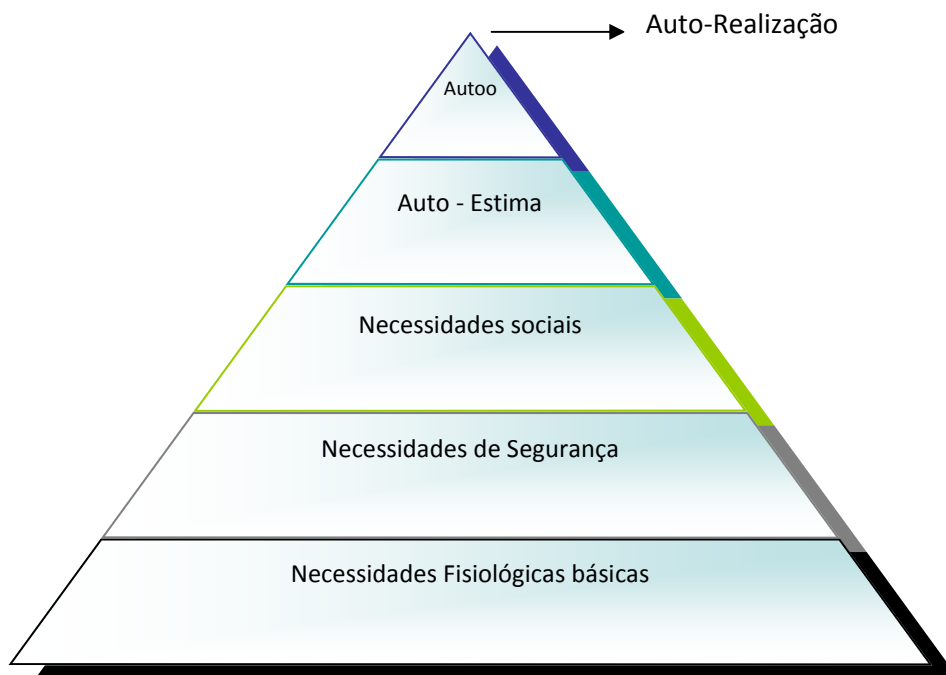 Auto-Realização
Autoo
Auto - Estima
Necessidades sociais
Necessidades de Segurança
Necessidades Fisiológicas básicas